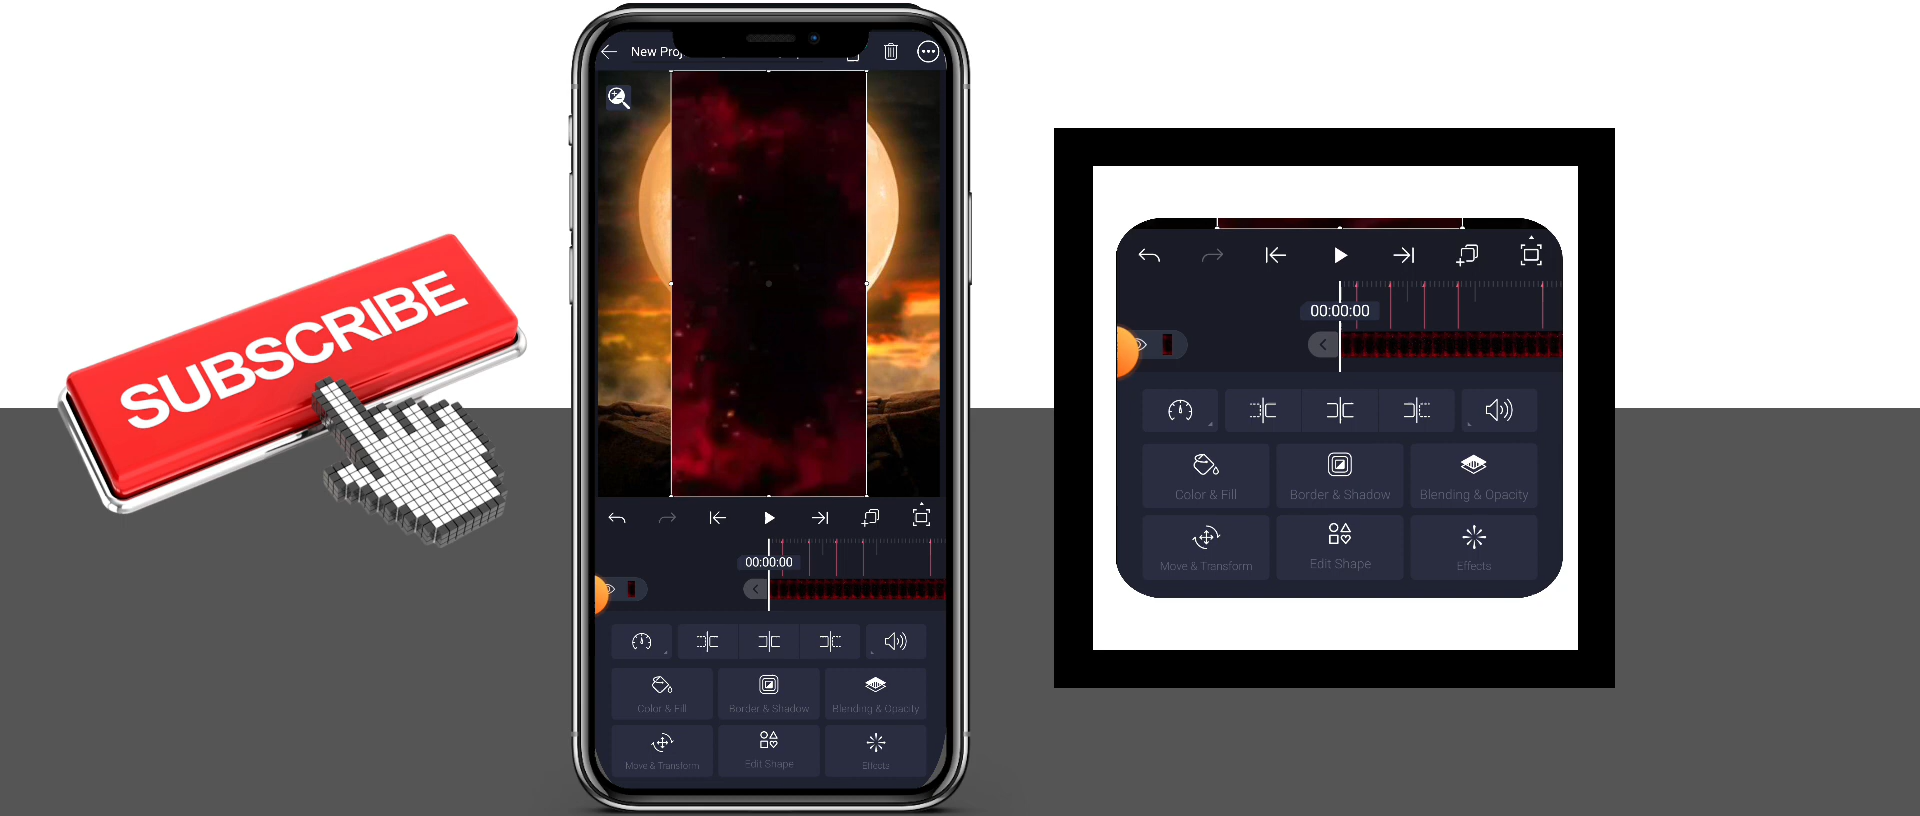 SUBSCRIBE
New Proj
00:00:00
Color & Fill
Border & Shadow
Blending & Opacity
Move & Transform
Edit Shape
Effects
00:00:00
Color & Fill
Border & Shadow
Blending & Opacity
Move & Transform
Edit Shape
Effects